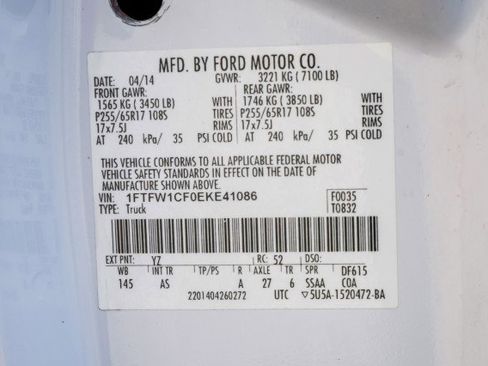 MFD. BY FORD MOTOR CO.
DATE: 04/14 GVWR: 3221 KG (7100 LB)
FRONT GAWR: REAR GAWR:
1565 KG (3450 LB) 1746 KG (3850 LB)
P255/65R17 108S TIRES P255/65R17 108S TIRES
17x7.5J RIMS 17x7.5J RIMS
AT 240 kPa/ 35 PSI COLD AT 240 kPa/ 35 PSI COLD
THIS VEHICLE CONFORMS TO ALL APPLICABLE FEDERAL MOTOR
VEHICLE SAFETY STANDARDS IN EFFECT ON THE DATE OF
MANUFACTURE SHOWN ABOVE.
VIN: 1FTFW1CF0EKE41086 F0035
TYPE: Truck T0832
EXT PNT: YZ RC: 52 DF615
WB INT TR TP/PS R AXLE TR SPR
145 AS A 27 6 SSAA COA
2201404260272 UTC ▽5U5A-1520472-BA